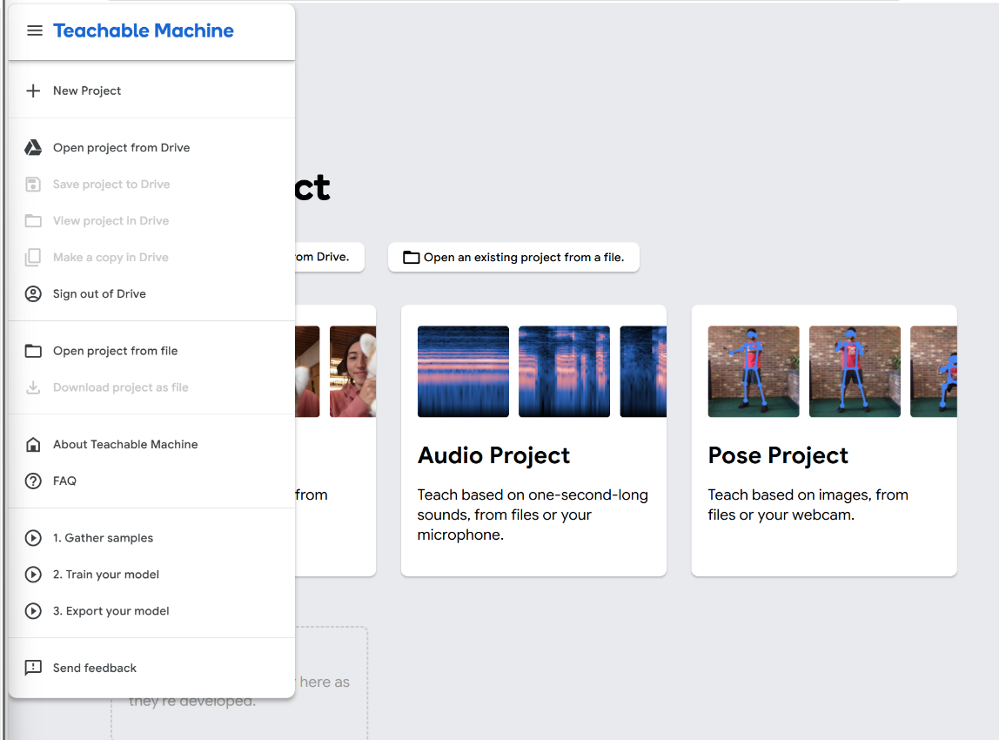 Teachable Machine
New Project
Open project from Drive
Save project to Drive
View project in Drive
Make a copy in Drive
Sign out of Drive
Open project from file
Download project as file
About Teachable Machine
FAQ
1. Gather samples
2. Train your model
3. Export your model
Send feedback
ct
om Drive.
Open an existing project from a file.
from
Audio Project
Teach based on one-second-long
sounds, from files or your
microphone.
Pose Project
Teach based on images, from
files or your webcam.
here as
they're developed.